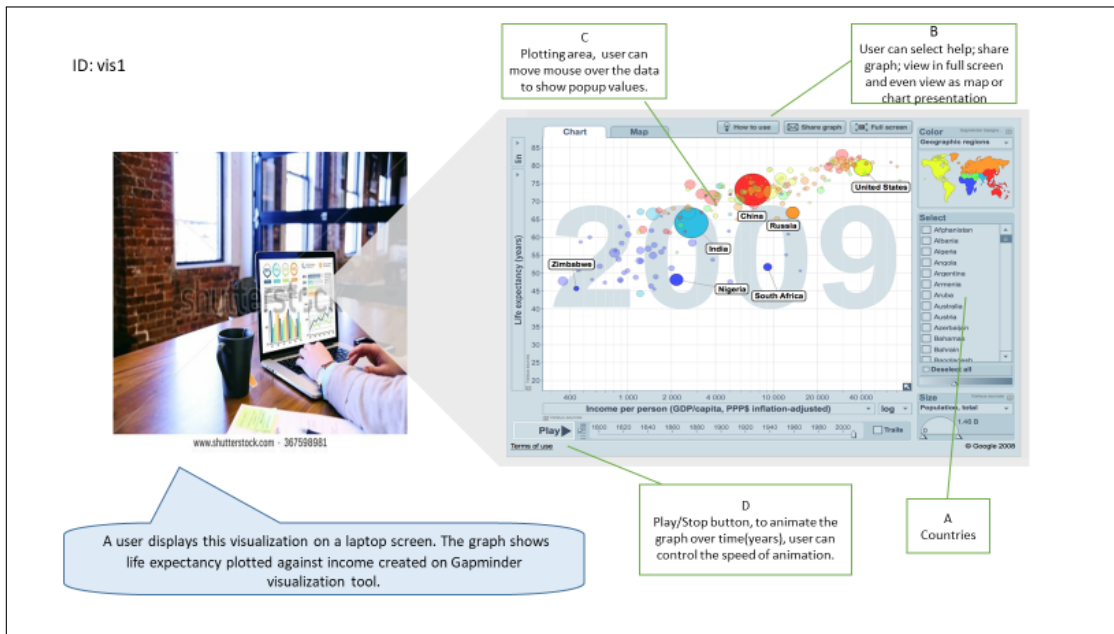 ID: vis1
C
Plotting area, user can
move mouse over the data
to show popup values.
B
User can select help; share
graph; view in full screen
and even view as map or
chart presentation
Chart
Map
How to use
Share graph
Full screen
Color
Geographic regions
lin
85
80
75
70
65
60
55
50
45
40
35
30
25
20
Life expectancy (years)
2009
United States
China
Russia
India
Zimbabwe
Nigeria
South Africa
Select
Afghanistan
Albania
Algeria
Angola
Argentina
Armenia
Aruba
Australia
Austria
Azerbaijan
Bahamas
Bahrain
Bangladesh
Deselect all
400
1 000
2 000
4 000
10 000
20 000
40 000
Income per person (GDP/capita, PPP$ inflation-adjusted)
log
Size
Population, total
1.46 B
Play
1800 1820 1840 1860 1880 1900 1920 1940 1960 1980 2000
Trails
Terms of use
© Google 2008
shutterstock
www.shutterstock.com · 367598981
A user displays this visualization on a laptop screen. The graph shows
life expectancy plotted against income created on Gapminder
visualization tool.
D
Play/Stop button, to animate the
graph over time(years), user can
control the speed of animation.
A
Countries